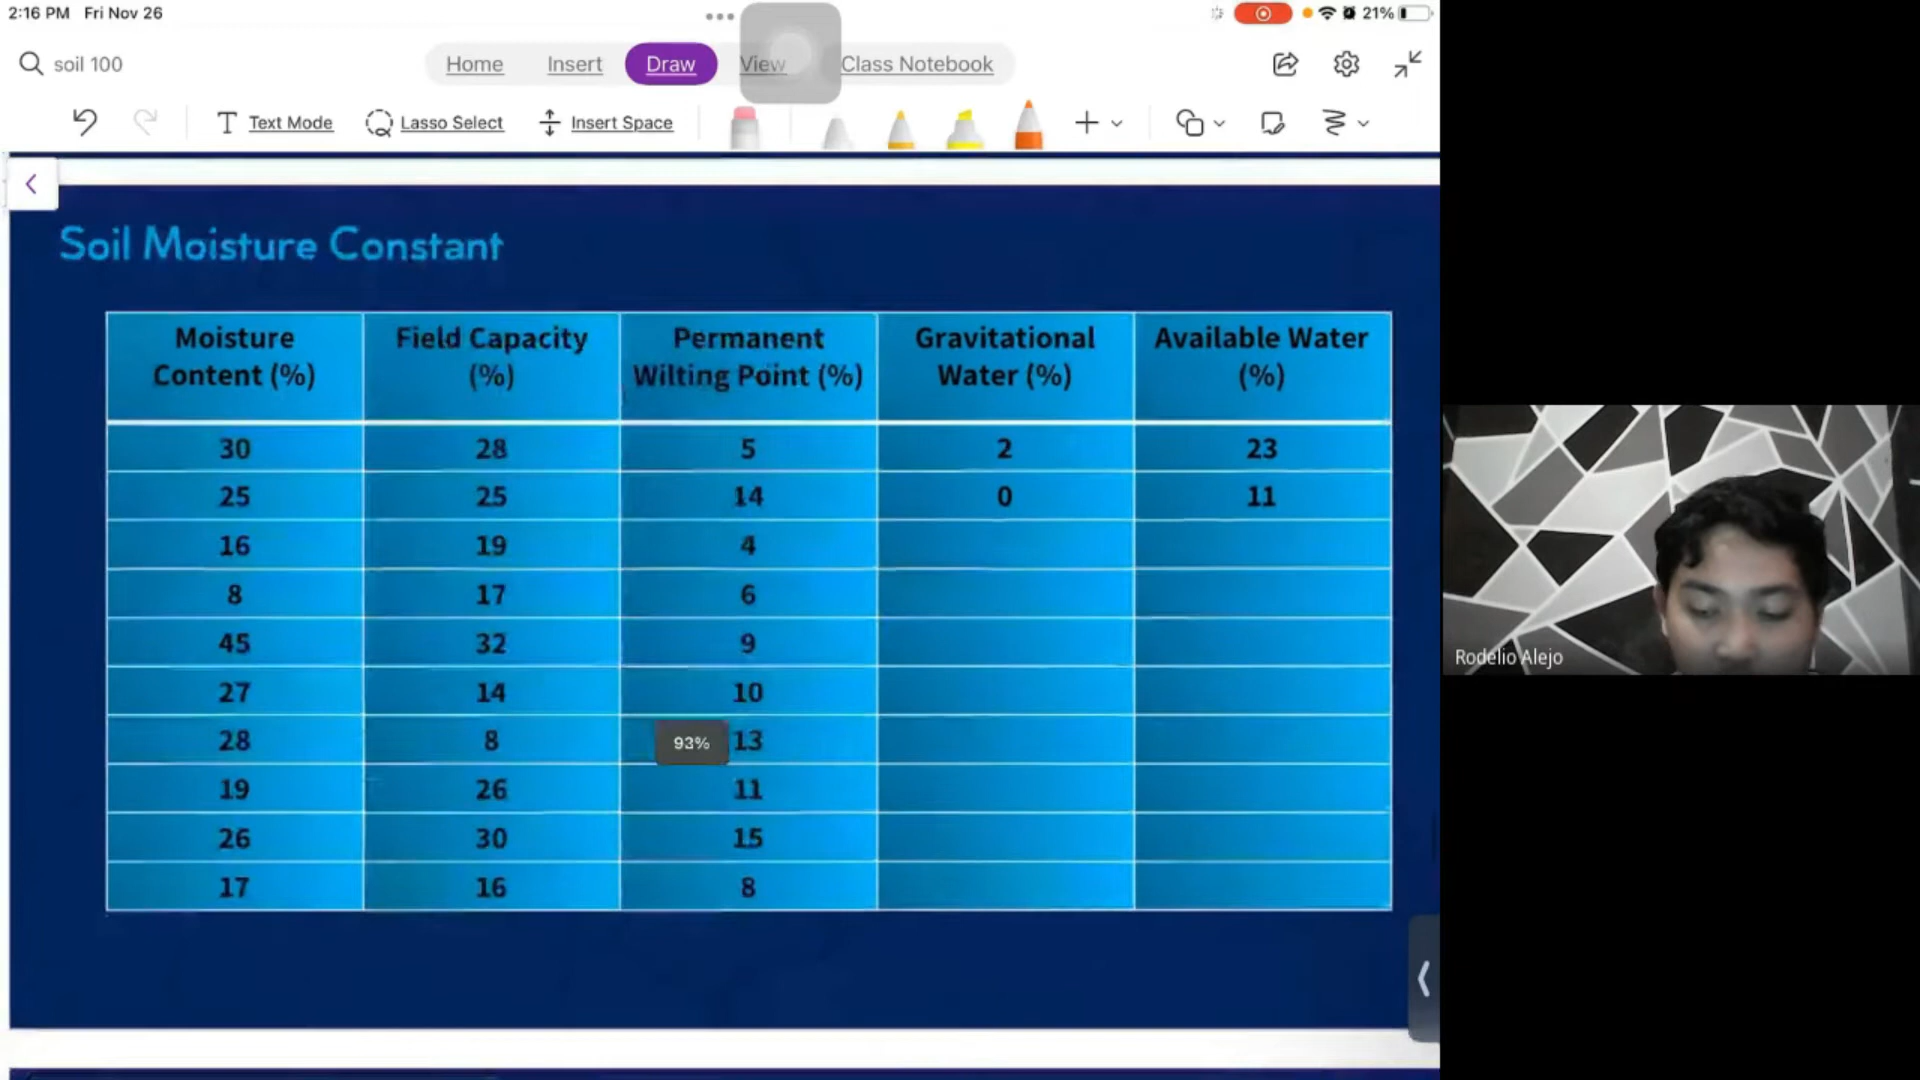 2:16 PM Fri Nov 26
21%
soil 100
Home Insert Draw View Class Notebook
Text Mode Lasso Select Insert Space
Soil Moisture Constant
Moisture Content (%) Field Capacity (%) Permanent Wilting Point (%) Gravitational Water (%) Available Water (%)
30 28 5 2 23
25 25 14 0 11
16 19 4
8 17 6
45 32 9
27 14 10
28 8 93% 13
19 26 11
26 30 15
17 16 8
Rodelio Alejo